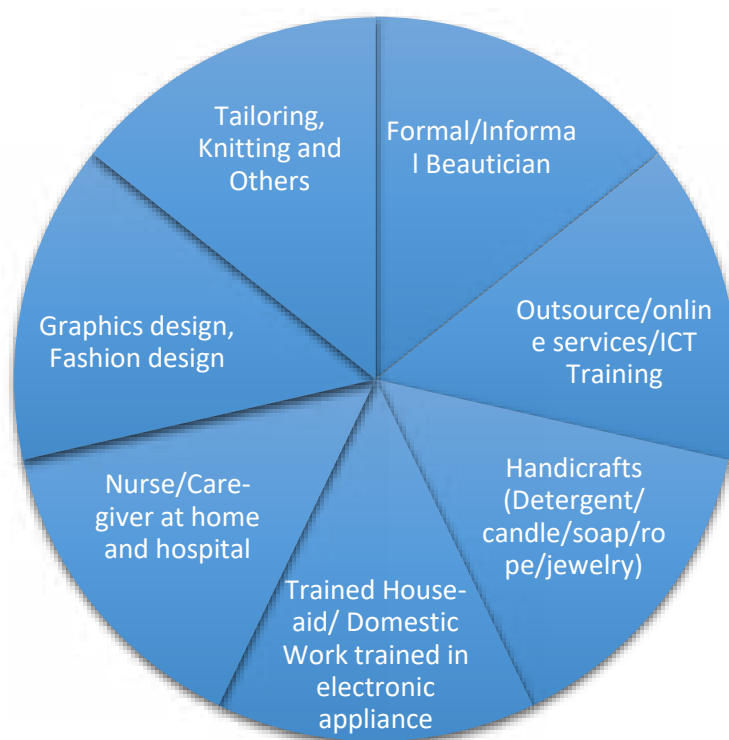 Formal/Informa
l Beautician
Outsource/onlin
e services/ICT
Training
Handicrafts
(Detergent/
candle/soap/ro
pe/jewelry)
Trained House-
aid/ Domestic
Work trained in
electronic
appliance
Nurse/Care-
giver at home
and hospital
Graphics design,
Fashion design
Tailoring,
Knitting and
Others